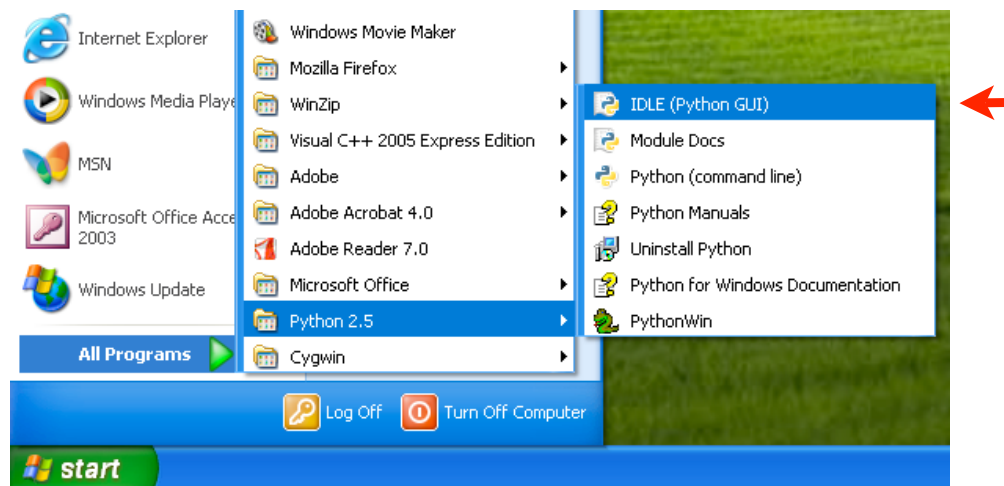 Internet Explorer
Windows Media Playe
MSN
Microsoft Office Acce
2003
Windows Update
All Programs
Windows Movie Maker
Mozilla Firefox
WinZip
Visual C++ 2005 Express Edition
Adobe
Adobe Acrobat 4.0
Adobe Reader 7.0
Microsoft Office
Python 2.5
Cygwin
IDLE (Python GUI)
Module Docs
Python (command line)
Python Manuals
Uninstall Python
Python for Windows Documentation
PythonWin
Log Off
Turn Off Computer
start